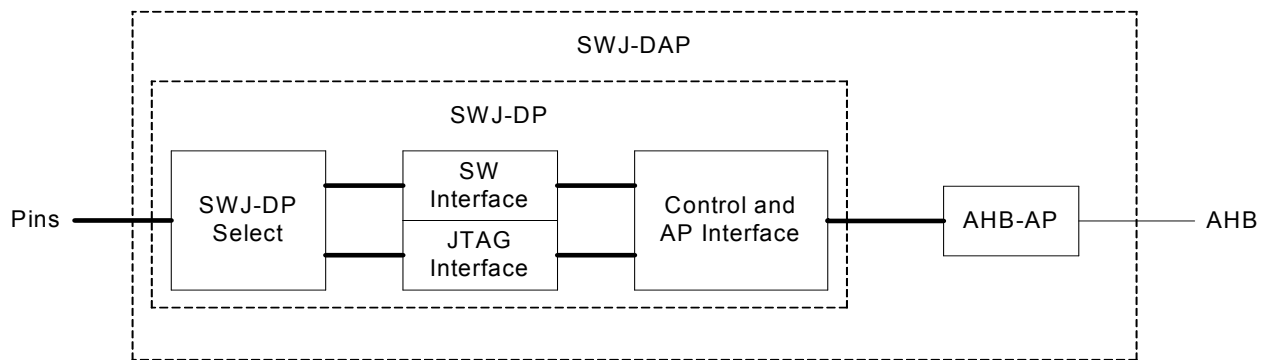 SWJ-DAP
SWJ-DP
Pins
SWJ-DP
Select
SW
Interface
JTAG
Interface
Control and
AP Interface
AHB-AP
AHB